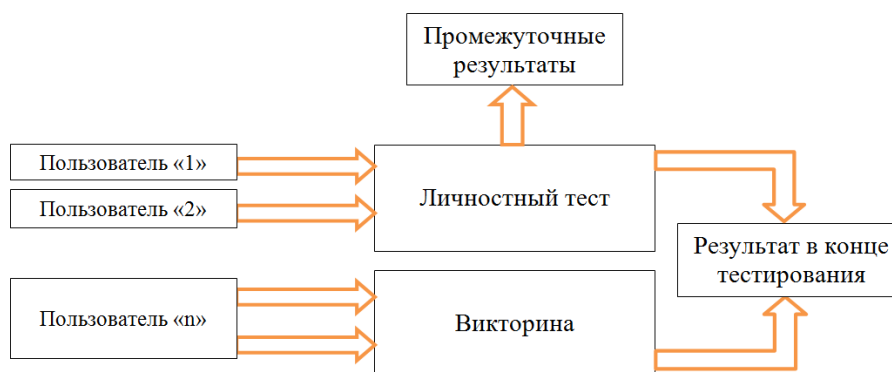 Промежуточные
результаты
Пользователь «1»
Пользователь «2»
Личностный тест
Результат в конце
тестирования
Пользователь «n»
Викторина